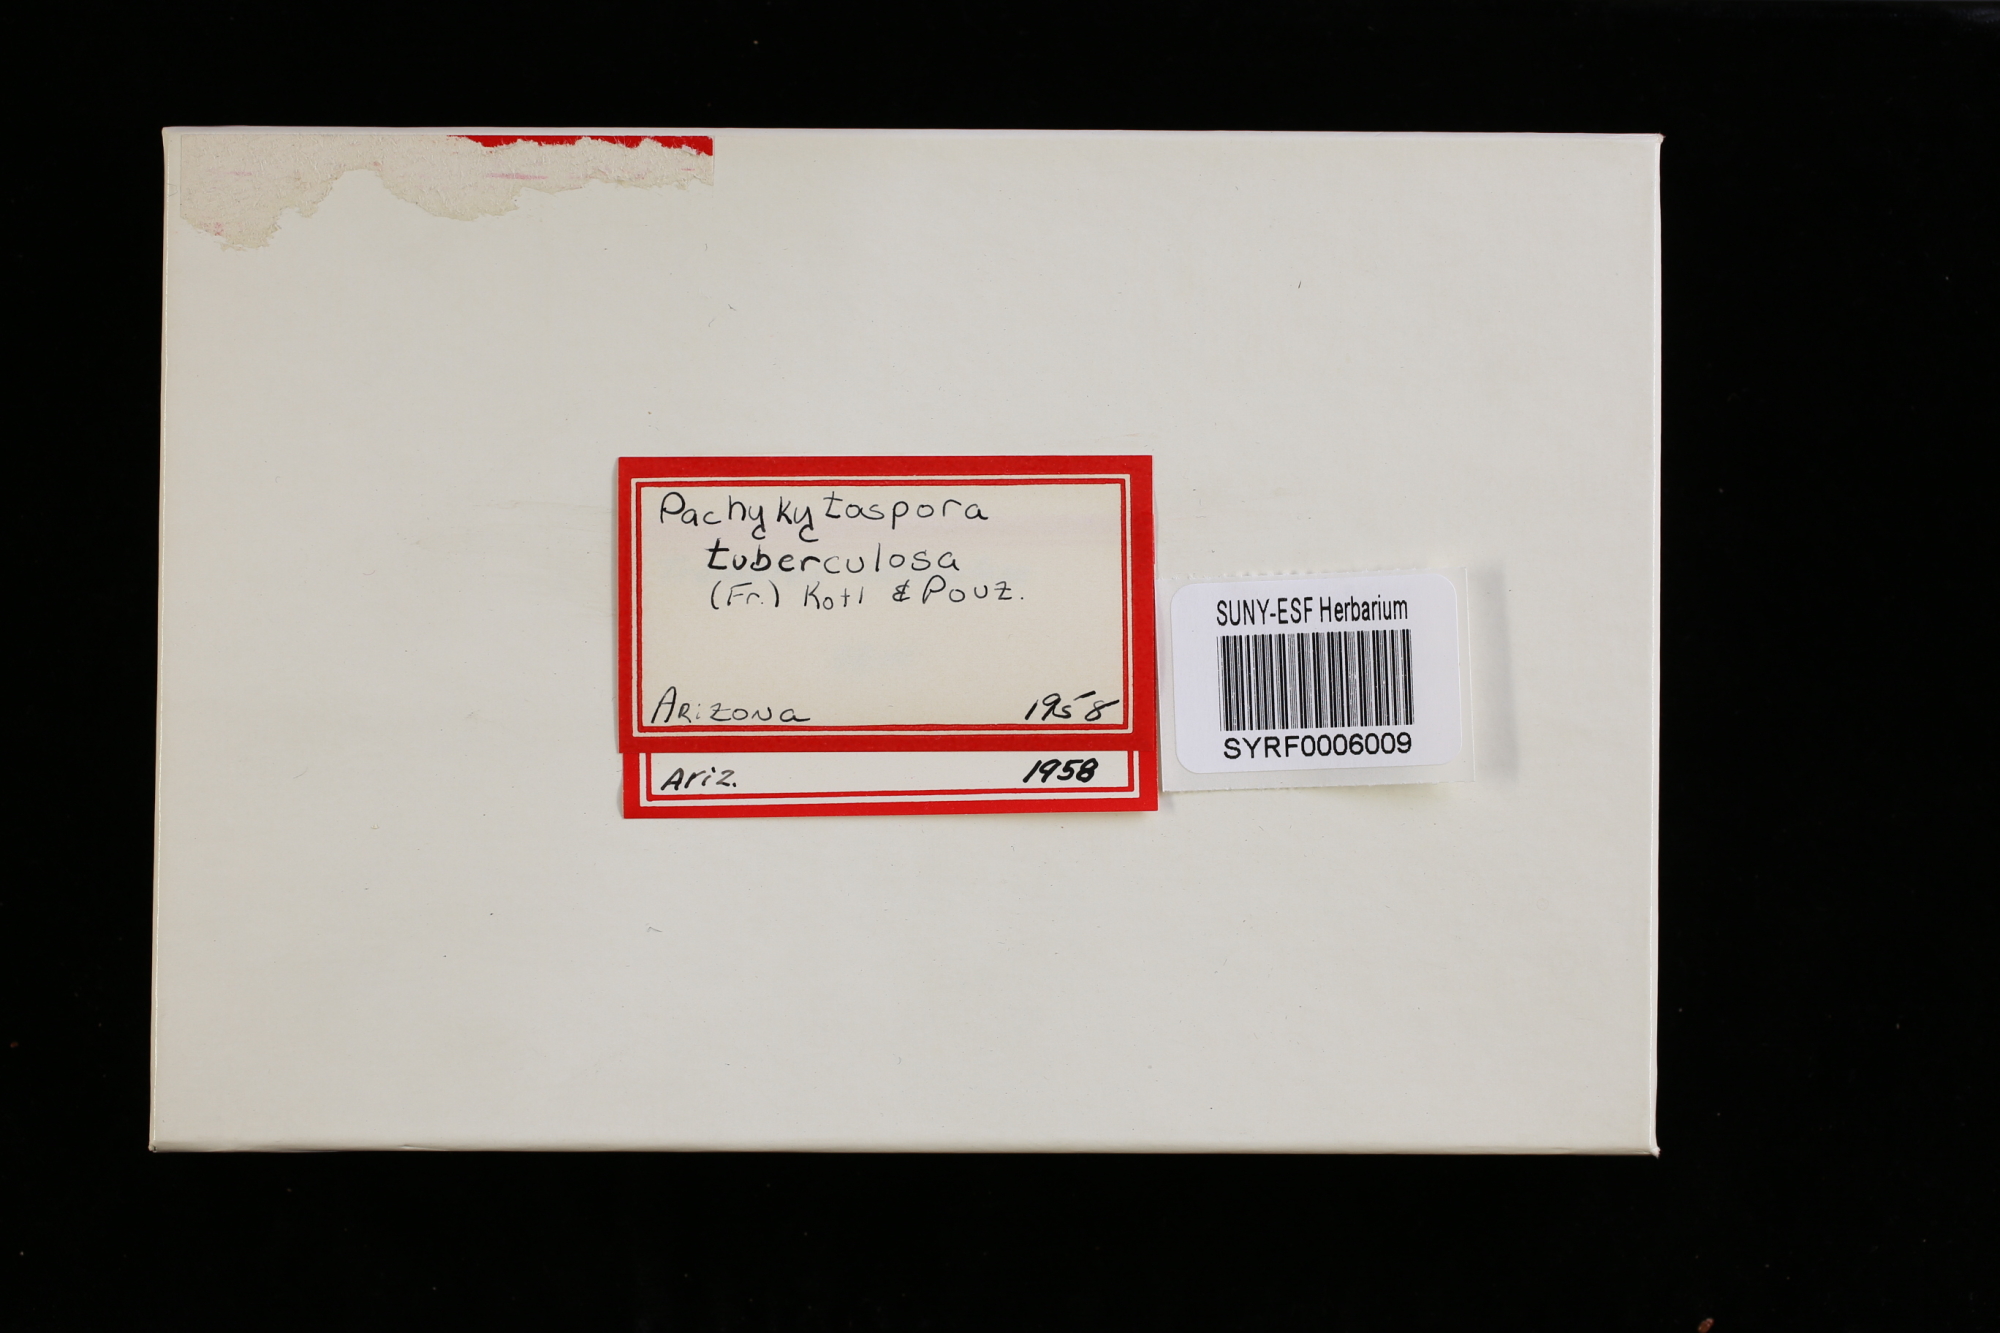 Pachykytospora
tuberculosa
(Fr.) Kotl & Pouz.
Arizona 1958
Ariz. 1958
SUNY-ESF Herbarium
SYRF0006009